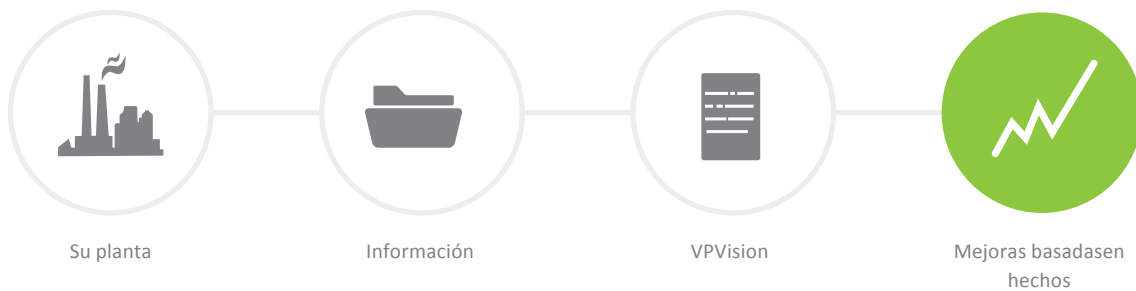 Su planta
Información
VPVision
Mejoras basadasen
hechos